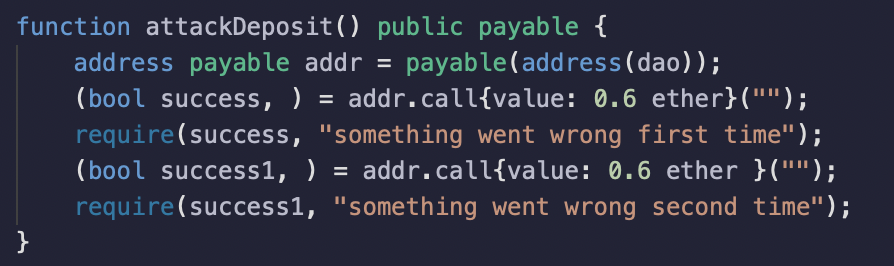 function attackDeposit() public payable {
address payable addr = payable(address(dao));
(bool success, ) = addr.call{value: 0.6 ether}("");
require(success, "something went wrong first time");
(bool success1, ) = addr.call{value: 0.6 ether }("");
require(success1, "something went wrong second time");
}